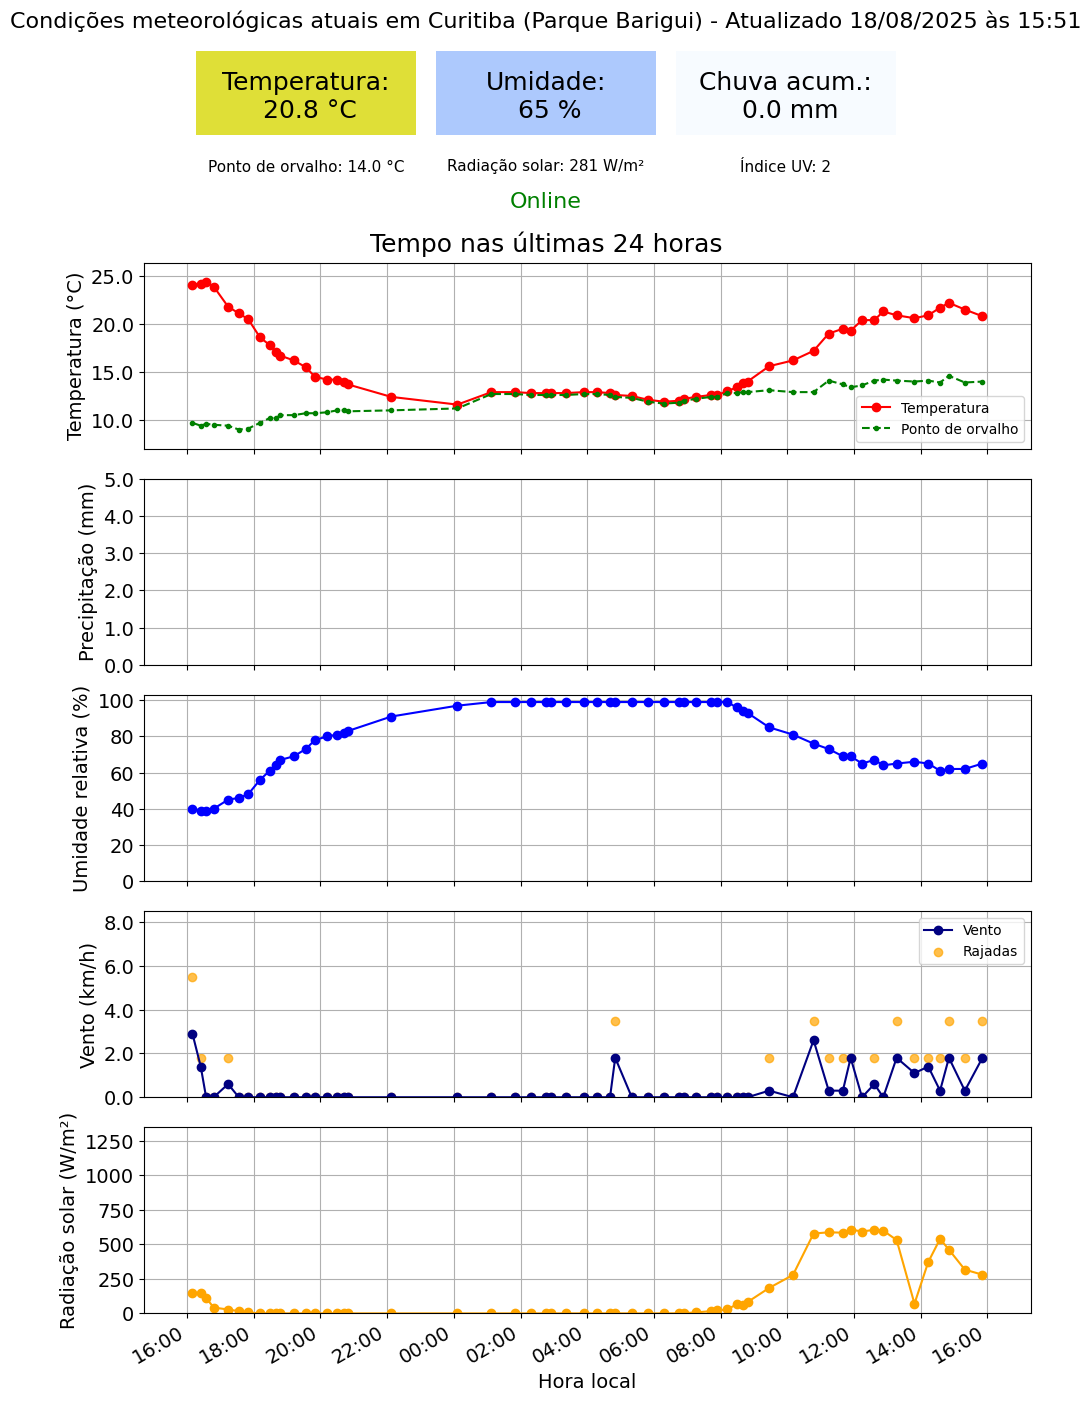 Condições meteorológicas atuais em Curitiba (Parque Barigui) - Atualizado 18/08/2025 às 15:51
Temperatura:
20.8 °C
Umidade:
65 %
Chuva acum.:
0.0 mm
Ponto de orvalho: 14.0 °C
Radiação solar: 281 W/m²
Índice UV: 2
Online
Tempo nas últimas 24 horas
Temperatura (°C)
25.0
20.0
15.0
10.0
Temperatura
Ponto de orvalho
Precipitação (mm)
5.0
4.0
3.0
2.0
1.0
0.0
Umidade relativa (%)
100
80
60
40
20
0
Vento (km/h)
8.0
6.0
4.0
2.0
0.0
Vento
Rajadas
Radiação solar (W/m²)
1250
1000
750
500
250
0
16:00
18:00
20:00
22:00
00:00
02:00
04:00
06:00
08:00
10:00
12:00
14:00
16:00
Hora local